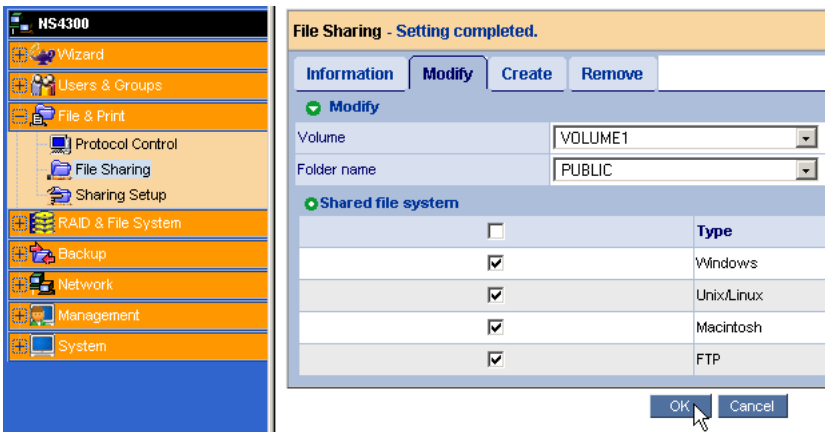 NS4300
Wizard
Users & Groups
File & Print
Protocol Control
File Sharing
Sharing Setup
RAID & File System
Backup
Network
Management
System
File Sharing - Setting completed.
Information Modify Create Remove
Modify
Volume VOLUME1
Folder name PUBLIC
Shared file system
Type
Windows
Unix/Linux
Macintosh
FTP
OK Cancel